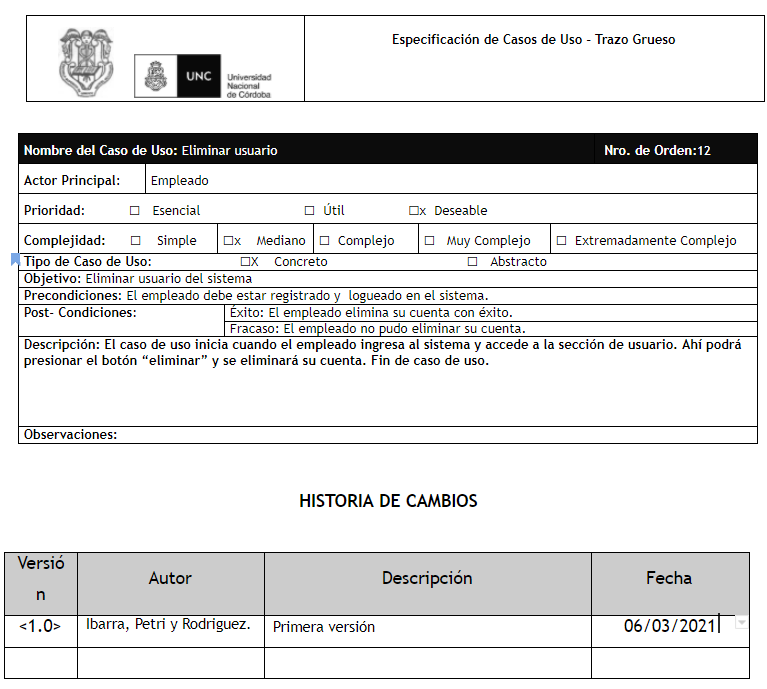 Especificación de Casos de Uso – Trazo Grueso
UNC
Universidad
Nacional
de Córdoba
Nombre del Caso de Uso: Eliminar usuario Nro. de Orden:12
Actor Principal: Empleado
Prioridad: ☐ Esencial ☐ Útil ☐x Deseable
Complejidad: ☐ Simple ☐x Mediano ☐ Complejo ☐ Muy Complejo ☐ Extremadamente Complejo
Tipo de Caso de Uso: ☐X Concreto ☐ Abstracto
Objetivo: Eliminar usuario del sistema
Precondiciones: El empleado debe estar registrado y logueado en el sistema.
Post- Condiciones: Éxito: El empleado elimina su cuenta con éxito.
Fracaso: El empleado no pudo eliminar su cuenta.
Descripción: El caso de uso inicia cuando el empleado ingresa al sistema y accede a la sección de usuario. Ahí podrá
presionar el botón “eliminar” y se eliminará su cuenta. Fin de caso de uso.
Observaciones:
HISTORIA DE CAMBIOS
Versió
n
Autor Descripción Fecha
<1.0> Ibarra, Petri y Rodriguez. Primera versión 06/03/2021